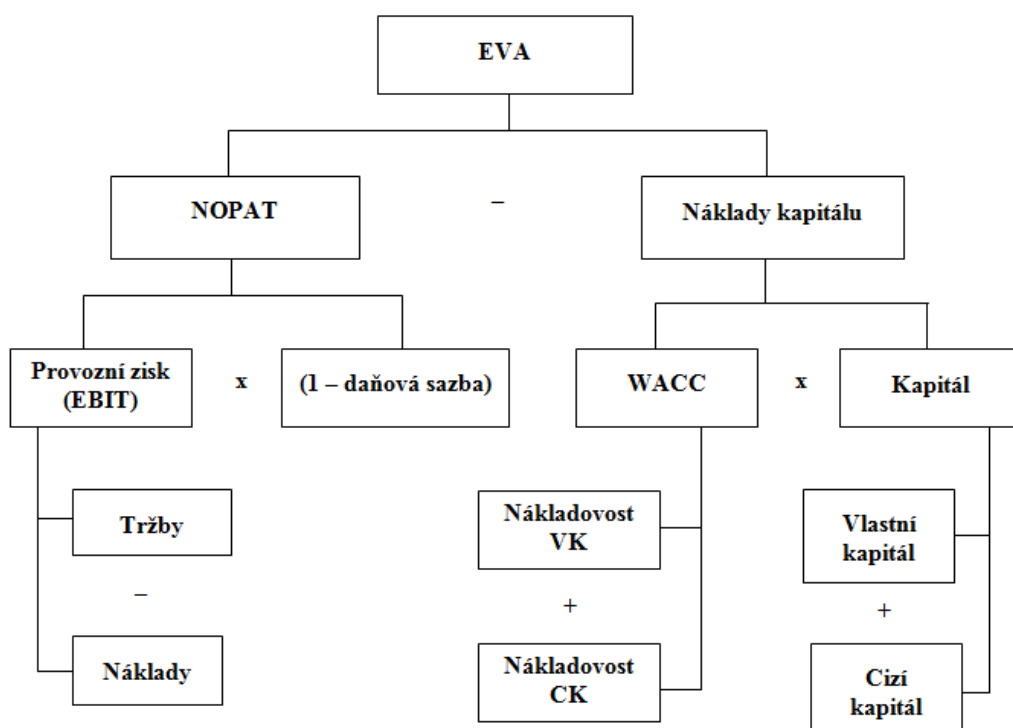 EVA
NOPAT
–
Náklady kapitálu
Provozní zisk
(EBIT)
x
(1 – daňová sazba)
WACC
x
Kapitál
Tržby
–
Náklady
Nákladovost
VK
+
Nákladovost
CK
Vlastní
kapitál
+
Cizí
kapitál